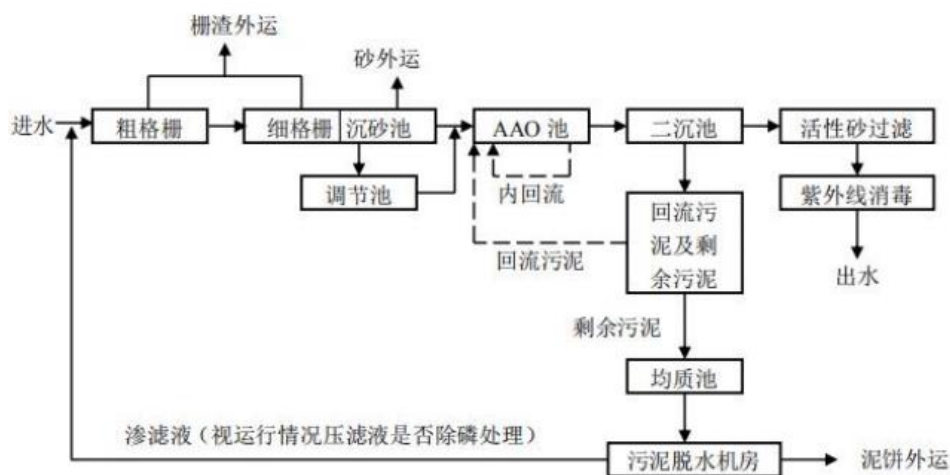 栅渣外运
砂外运
进水
粗格栅
细格栅
沉砂池
AAO 池
二沉池
活性砂过滤
调节池
内回流
紫外线消毒
回流污
泥及剩
余污泥
回流污泥
出水
剩余污泥
均质池
渗滤液（视运行情况压滤液是否除磷处理）
污泥脱水机房
泥饼外运